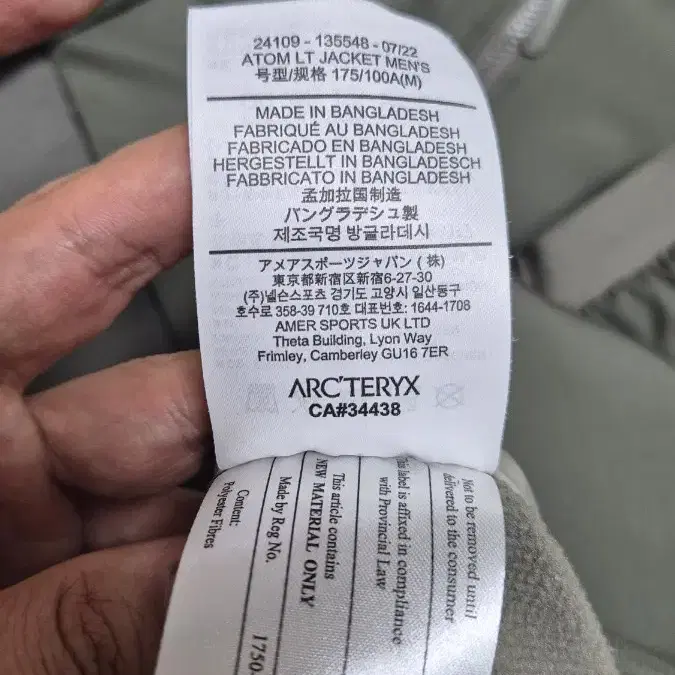 24109 - 135548 - 07/22
ATOM LT JACKET MEN'S
号型/规格 175/100A(M)
MADE IN BANGLADESH
FABRIQUÉ AU BANGLADESH
FABRICADO EN BANGLADESH
HERGESTELLT IN BANGLADESCH
FABBRICATO IN BANGLADESH
孟加拉国制造
バングラデシュ製
제조국명 방글라데시
アメアスポーツジャパン (株)
東京都新宿区新宿6-27-30
(주)넬슨스포츠 경기도 고양시 일산동구
호수로 358-39 710호 대표번호: 1644-1708
AMER SPORTS UK LTD
Theta Building, Lyon Way
Frimley, Camberley GU16 7ER
ARC'TERYX
CA#34438
Not to be removed until
delivered to the consumer
This label is affixed in compliance
with Provincial Law
This article contains
NEW MATERIAL ONLY
Made by Reg No.
1750-
Content:
Polyester Fibres